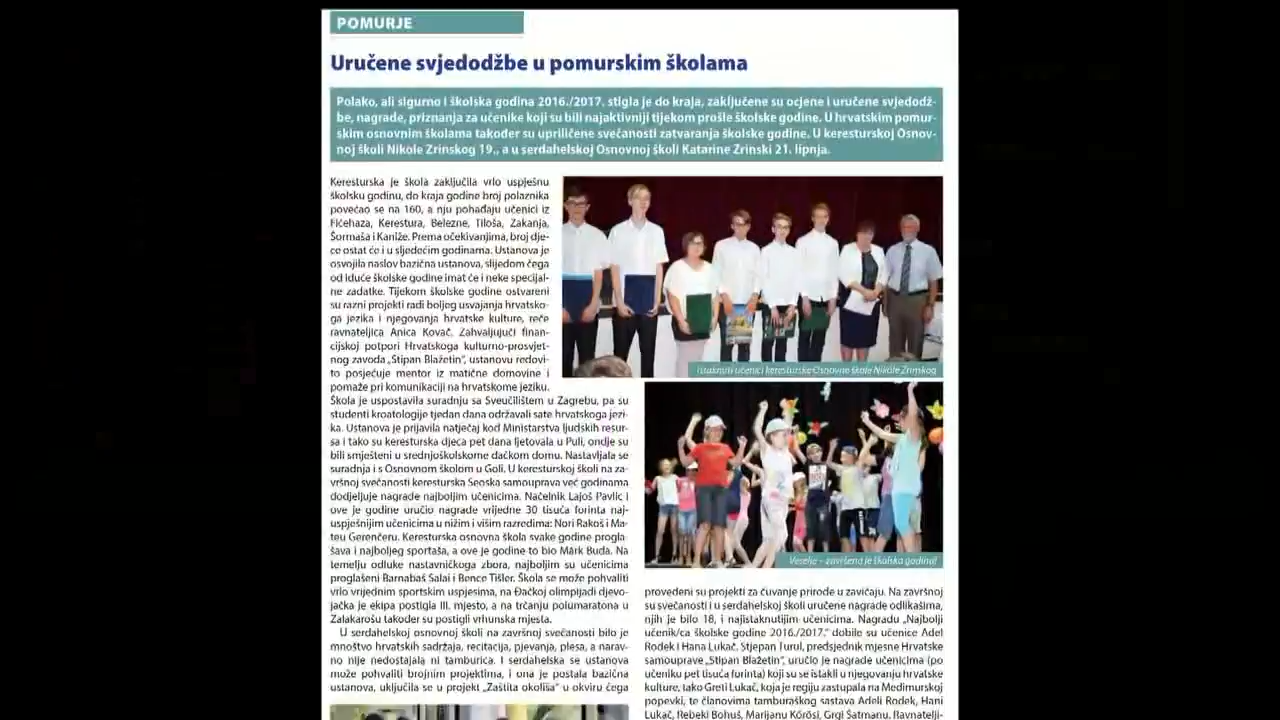 POMURJE
Uručene svjedodžbe u pomurskim školama
Polako, ali sigurno i školska godina 2016./2017. stigla je do kraja, zaključene su ocjene i uručene svjedodž-
be, nagrade, priznanja za učenike koji su bili najaktivniji tijekom prošle školske godine. U hrvatskim pomur-
skim osnovnim školama također su upriličene svečanosti zatvaranja školske godine. U keresturskoj Osnov-
noj školi Nikole Zrinskog 19., a u serdahelskoj Osnovnoj školi Katarine Zrinski 21. lipnja.
Keresturska je škola zaključila vrlo uspješnu
školsku godinu, do kraja godine broj polaznika
povećao se na 160, a nju pohađaju učenici iz
Fićehaza, Kerestura, Belezne, Tiloša, Zakanja,
Šormaša i Kaniže. Prema očekivanjima, broj dje-
ce ostat će i u sljedećim godinama. Ustanova je
osvojila naslov bazična ustanova, slijedom čega
od iduće školske godine imat će i neke specijal-
ne zadatke. Tijekom školske godine ostvareni
su razni projekti radi boljeg usvajanja hrvatsko-
ga jezika i njegovanja hrvatske kulture, reče
ravnateljica Anica Kovač. Zahvaljujući finan-
cijskoj potpori Hrvatskoga kulturno-prosvjet-
nog zavoda „Stipan Blažetin“, ustanovu redovi-
to posjećuje mentor iz matične domovine i
pomaže pri komunikaciji na hrvatskome jeziku.
Škola je uspostavila suradnju sa Sveučilištem u Zagrebu, pa su
studenti kroatologije tjedan dana održavali sate hrvatskoga jezi-
ka. Ustanova je prijavila natječaj kod Ministarstva ljudskih resur-
sa i tako su keresturska djeca pet dana ljetovala u Puli, ondje su
bili smješteni u srednjoškolskome đačkom domu. Nastavljala se
suradnja i s Osnovnom školom u Goli. U keresturskoj školi na za-
vršnoj svečanosti keresturska Seoska samouprava već godinama
dodjeljuje nagrade najboljim učenicima. Načelnik Lajoš Pavlic i
ove je godine uručio nagrade vrijedne 30 tisuća forinta naj-
uspješnijim učenicima u nižim i višim razredima: Nori Rakoš i Ma-
teu Gerenčeru. Keresturska osnovna škola svake godine progla-
šava i najboljeg sportaša, a ove je godine to bio Márk Buda. Na
temelju odluke nastavničkoga zbora, najboljim su učenicima
proglašeni Barnabaš Salai i Bence Tišler. Škola se može pohvaliti
vrlo vrijednim sportskim uspjesima, na Đačkoj olimpijadi djevo-
jačka je ekipa postigla III. mjesto, a na trčanju polumaratona u
Zalakarošu također su postigli vrhunska mjesta.
U serdahelskoj osnovnoj školi na završnoj svečanosti bilo je
mnoštvo hrvatskih sadržaja, recitacija, pjevanja, plesa, a narav-
no nije nedostajala ni tamburica. I serdahelska se ustanova
može pohvaliti brojnim projektima, i ona je postala bazična
ustanova, uključila se u projekt „Zaštita okoliša“ u okviru čega
Istaknuti učenici keresturske Osnovne škole Nikole Zrinskog
Veselje – završena je školska godina!
provedeni su projekti za čuvanje prirode u zavičaju. Na završnoj
su svečanosti i u serdahelskoj školi uručene nagrade odlikašima,
njih je bilo 18, i najistaknutijim učenicima. Nagradu „Najbolji
učenik/ca školske godine 2016./2017.“ dobile su učenice Adel
Rodek i Hana Lukač. Stjepan Turul, predsjednik mjesne Hrvatske
samouprave „Stipan Blažetin“, uručio je nagrade učenicima (po
učeniku pet tisuća forinta) koji su se istakli u njegovanju hrvatske
kulture, tako Greti Lukač, koja je regiju zastupala na Međimurskoj
popevki, te članovima tamburaškog sastava Adeli Rodek, Hani
Lukač, Rebeki Bohuš, Marijanu Kőrösi, Grgi Šatmanu. Ravnatelji-